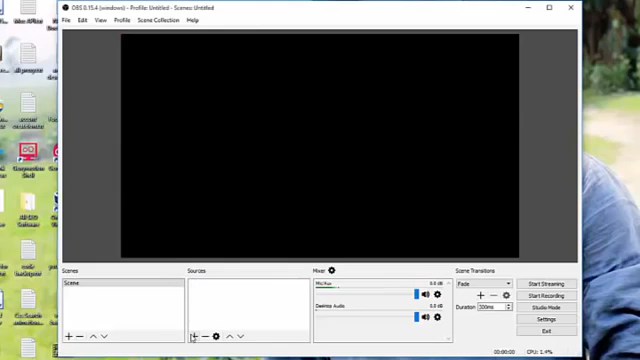 OBS 0.15.4 (windows) - Profile: Untitled - Scenes: Untitled
File Edit View Profile Scene Collection Help
Scenes
Sources
Mixer
Scene Transitions
Scene
Mic/Aux 0.0 dB
Desktop Audio 0.0 dB
Fade
Duration 300ms
Start Streaming
Start Recording
Studio Mode
Settings
Exit
00:00:00 CPU: 1.4%
Software